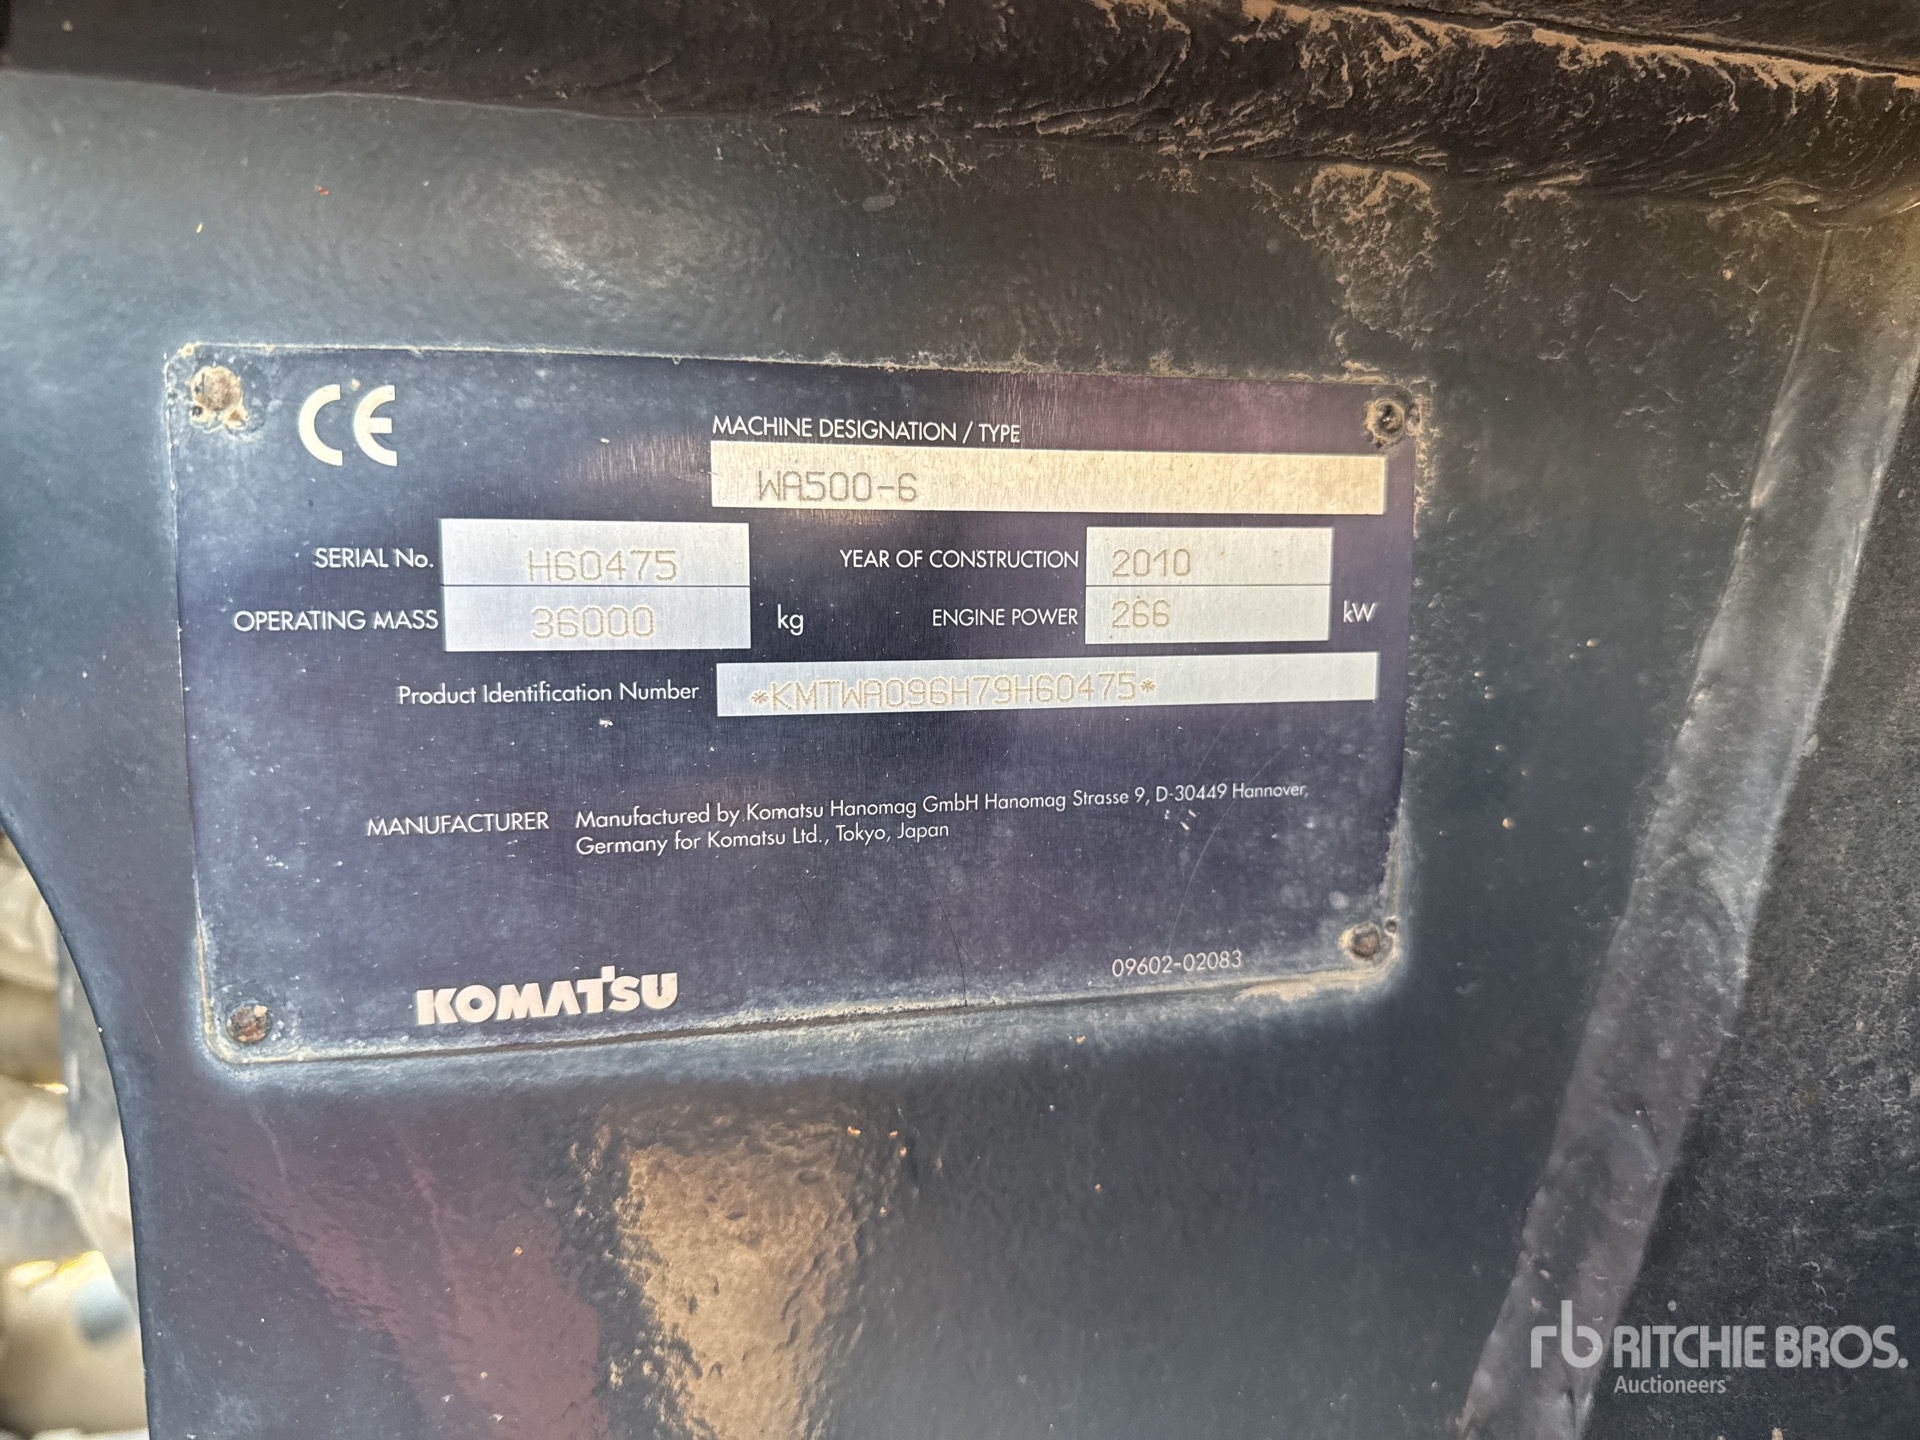 CE
MACHINE DESIGNATION / TYPE
WA500-6
SERIAL No. H60475 YEAR OF CONSTRUCTION 2010
OPERATING MASS 36000 kg ENGINE POWER 266 kW
Product Identification Number *KMTWA096H79H60475*
MANUFACTURER Manufactured by Komatsu Hanomag GmbH Hanomag Strasse 9, D-30449 Hannover,
Germany for Komatsu Ltd., Tokyo, Japan
KOMATSU 09602-02083
rb RITCHIE BROS.
Auctioneers